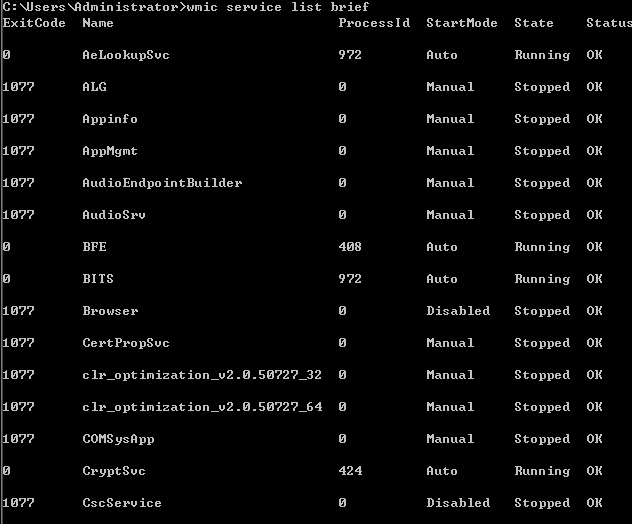 C:\Users\Administrator>wmic service list brief
ExitCode  Name                            ProcessId  StartMode  State    Status
0         AeLookupSvc                     972        Auto       Running  OK
1077      ALG                             0          Manual     Stopped  OK
1077      Appinfo                         0          Manual     Stopped  OK
1077      AppMgmt                         0          Manual     Stopped  OK
1077      AudioEndpointBuilder            0          Manual     Stopped  OK
1077      AudioSrv                        0          Manual     Stopped  OK
0         BFE                             408        Auto       Running  OK
0         BITS                            972        Auto       Running  OK
1077      Browser                         0          Disabled   Stopped  OK
1077      CertPropSvc                     0          Manual     Stopped  OK
1077      clr_optimization_v2.0.50727_32  0          Manual     Stopped  OK
1077      clr_optimization_v2.0.50727_64  0          Manual     Stopped  OK
1077      COMSysApp                       0          Manual     Stopped  OK
0         CryptSvc                        424        Auto       Running  OK
1077      CscService                      0          Disabled   Stopped  OK